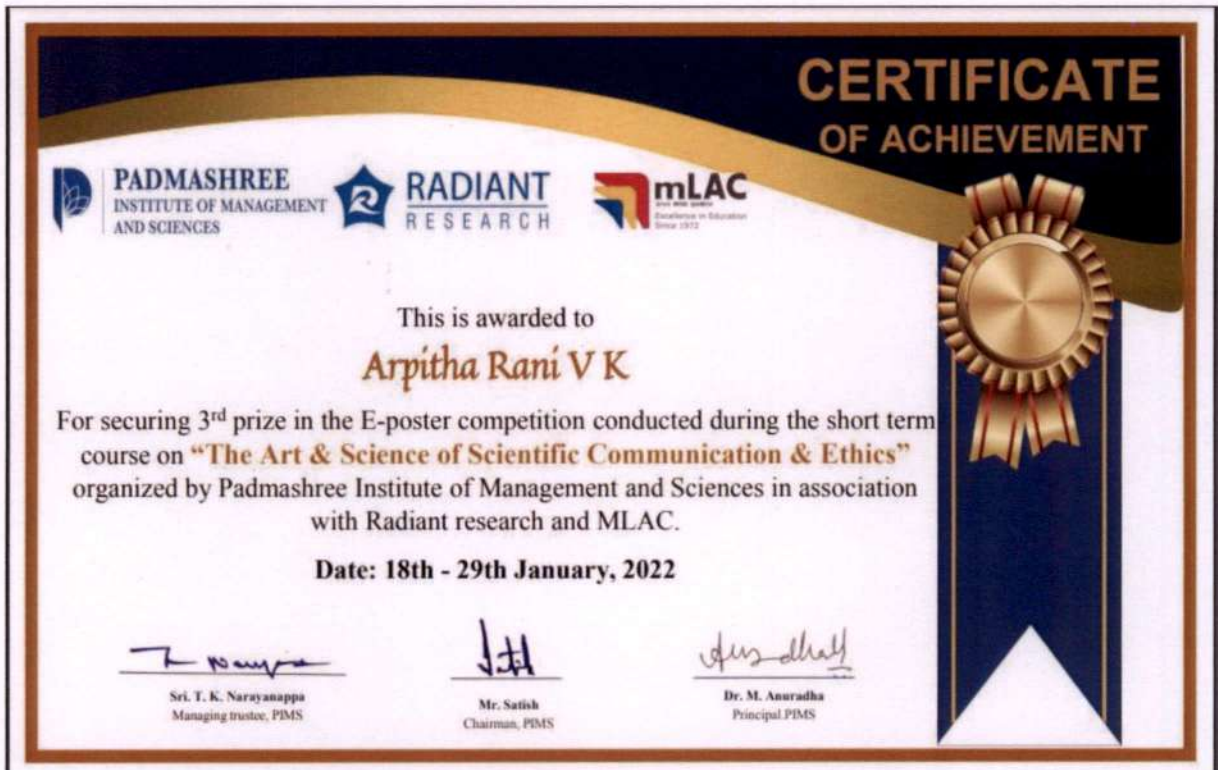 CERTIFICATE
OF ACHIEVEMENT
PADMASHREE
INSTITUTE OF MANAGEMENT
AND SCIENCES
RADIANT
RESEARCH
mLAC
Excellence in Education
Since 1972
This is awarded to
Arpitha Rani V K
For securing 3rd prize in the E-poster competition conducted during the short term
course on “The Art & Science of Scientific Communication & Ethics”
organized by Padmashree Institute of Management and Sciences in association
with Radiant research and MLAC.
Date: 18th - 29th January, 2022
Sri. T. K. Narayanappa
Managing trustee, PIMS
Mr. Satish
Chairman, PIMS
Dr. M. Anuradha
Principal.PIMS